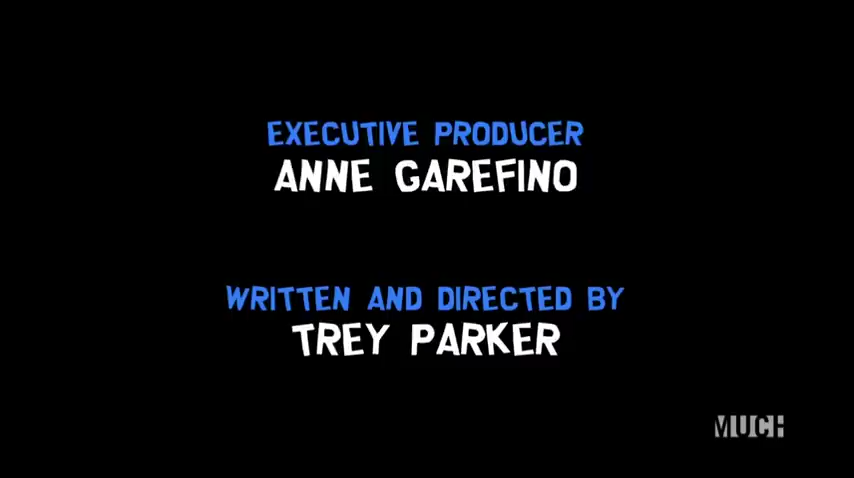 EXECUTIVE PRODUCER
ANNE GAREFINO
WRITTEN AND DIRECTED BY
TREY PARKER
MUCH